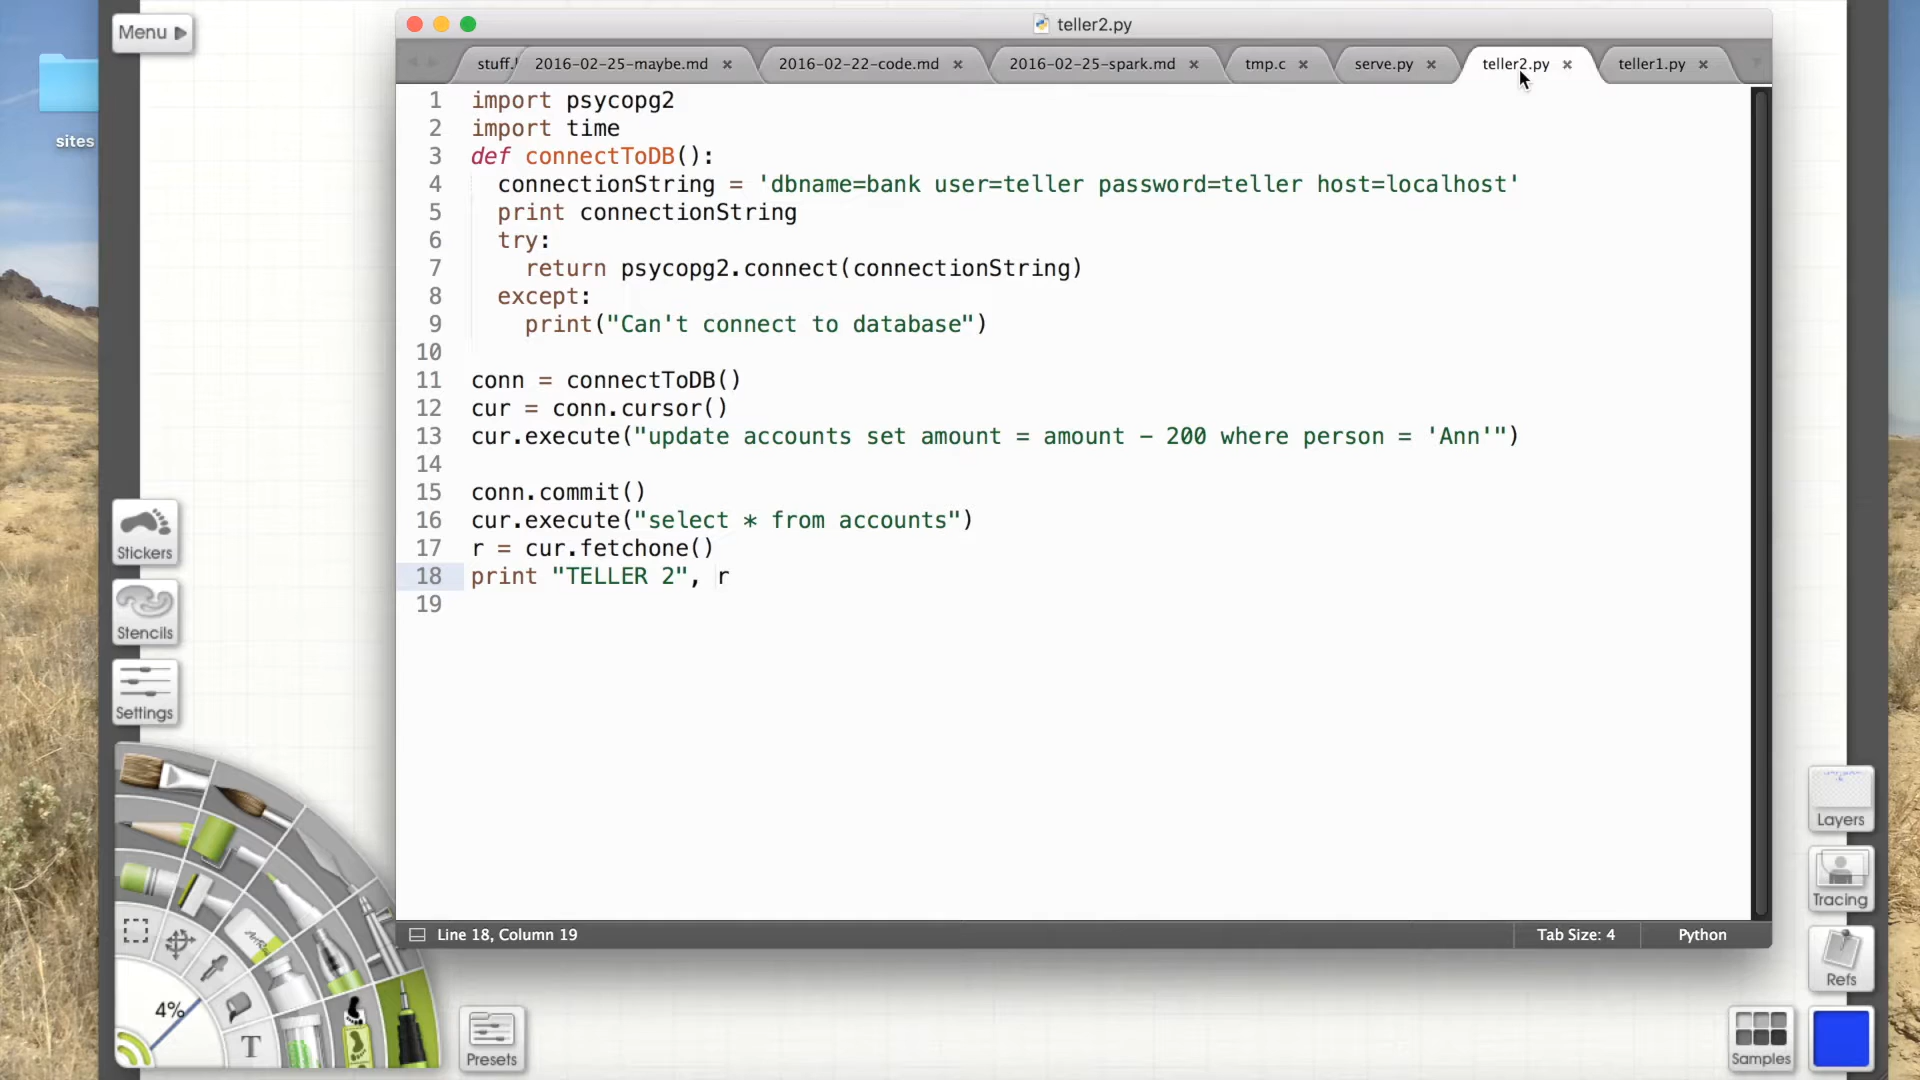 teller2.py
Menu
stuff.
2016-02-25-maybe.md
2016-02-22-code.md
2016-02-25-spark.md
tmp.c
serve.py
teller2.py
teller1.py
sites
1 import psycopg2
2 import time
3 def connectToDB():
4 connectionString = 'dbname=bank user=teller password=teller host=localhost'
5 print connectionString
6 try:
7 return psycopg2.connect(connectionString)
8 except:
9 print("Can't connect to database")
10
11 conn = connectToDB()
12 cur = conn.cursor()
13 cur.execute("update accounts set amount = amount - 200 where person = 'Ann'")
14
15 conn.commit()
16 cur.execute("select * from accounts")
17 r = cur.fetchone()
18 print "TELLER 2", r
19
Stickers
Stencils
Settings
Layers
Tracing
Refs
Line 18, Column 19
Tab Size: 4
Python
4%
T
Presets
Samples